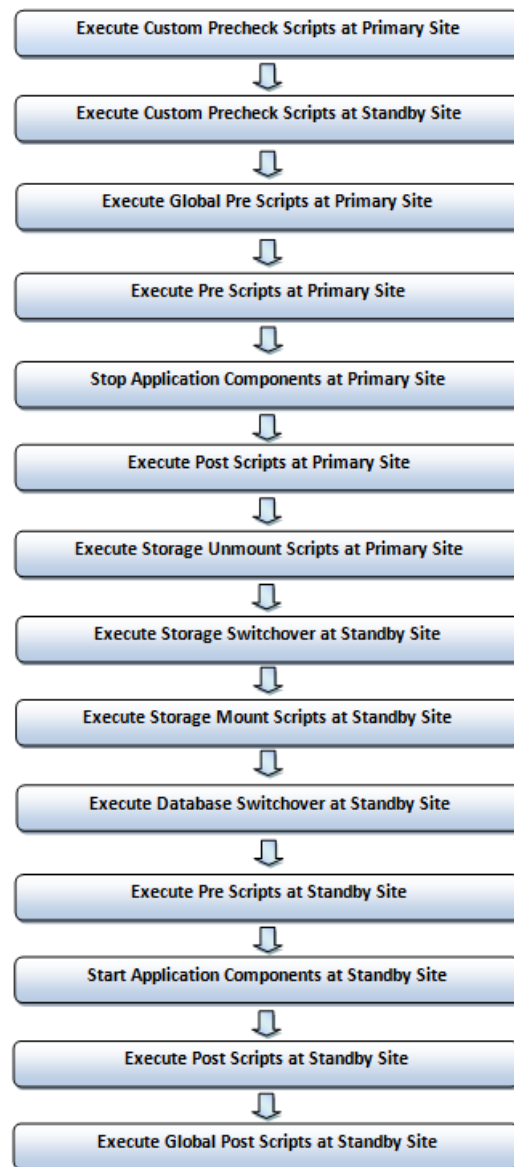 Execute Custom Precheck Scripts at Primary Site
Execute Custom Precheck Scripts at Standby Site
Execute Global Pre Scripts at Primary Site
Execute Pre Scripts at Primary Site
Stop Application Components at Primary Site
Execute Post Scripts at Primary Site
Execute Storage Unmount Scripts at Primary Site
Execute Storage Switchover at Standby Site
Execute Storage Mount Scripts at Standby Site
Execute Database Switchover at Standby Site
Execute Pre Scripts at Standby Site
Start Application Components at Standby Site
Execute Post Scripts at Standby Site
Execute Global Post Scripts at Standby Site